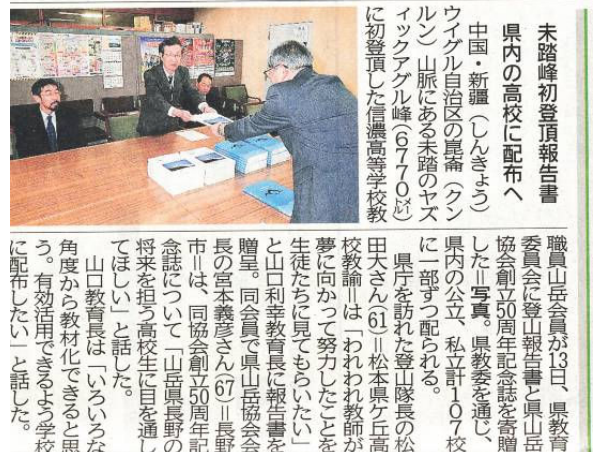 未踏峰初登頂報告書
県内の高校に配布へ
中国・新疆（しんきょう）
ウイグル自治区の崑崙（クン
ルン）山脈にある未踏のヤズ
ィックアグル峰（6770㍍）
に初登頂した信濃高等学校教
職員山岳会員が13日、県教育
委員会に登山報告書と県山岳
協会創立50周年記念誌を寄贈
した＝写真。県教委を通じ、
県内の公立、私立計107校
に一部ずつ配られる。
県庁を訪れた登山隊長の松
田大さん（61）＝松本県ケ丘高
校教諭＝は「われわれ教師が
夢に向かって努力したことを
生徒たちに見てもらいたい」
と山口利幸教育長に報告書を
贈呈。同会員で県山岳協会会
長の宮本義彦さん（67）＝長野
市＝は、同協会創立50周年記
念誌について「山岳県長野の
将来を担う高校生に目を通し
てほしい」と話した。
山口教育長は「いろいろな
角度から教材化できると思
う。有効活用できるよう学校
に配布したい」と話した。